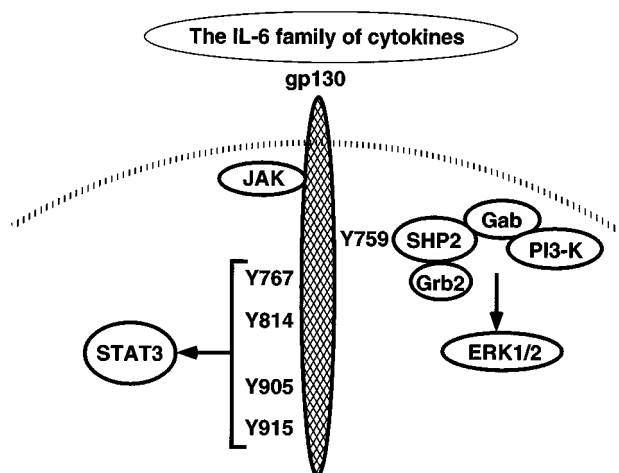 The IL-6 family of cytokines
gp130
JAK
Y759
SHP2
Gab
PI3-K
Grb2
Y767
Y814
STAT3
ERK1/2
Y905
Y915